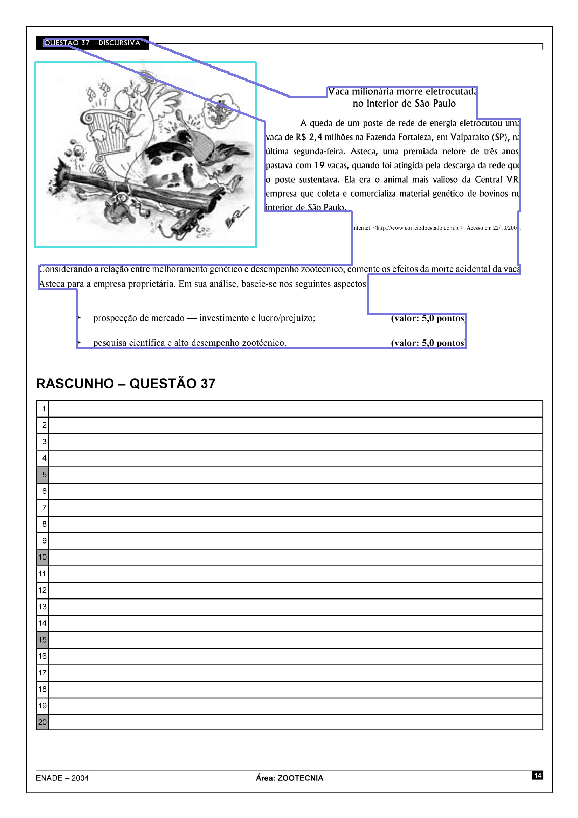 QUESTÃO 37 DISCURSIVA
Vaca milionária morre eletrocutada
no interior de São Paulo
A queda de um poste de rede de energia eletrocutou uma
vaca de R$ 2,4 milhões na Fazenda Fortaleza, em Valparaíso (SP), na
última segunda-feira. Asteca, uma premiada nelore de três anos,
pastava com 19 vacas, quando foi atingida pela descarga da rede que
o poste sustentava. Ela era o animal mais valioso da Central VR,
empresa que coleta e comercializa material genético de bovinos no
interior de São Paulo.
Considerando a relação entre melhoramento genético e desempenho zootécnico, comente os efeitos da morte acidental da vaca
Asteca para a empresa proprietária. Em sua análise, baseie-se nos seguintes aspectos
prospecção de mercado — investimento e lucro/prejuízo; (valor: 5,0 pontos
pesquisa científica e alto desempenho zootécnico. (valor: 5,0 pontos
RASCUNHO – QUESTÃO 37
1
2
3
4
5
6
7
8
9
10
11
12
13
14
15
16
17
18
19
20
ENADE – 2004 Área: ZOOTECNIA 14